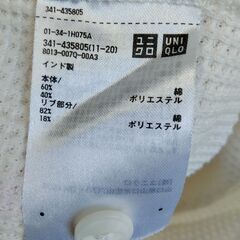 341-435805
01-34-1H075A
341-435805(11-20)
8013-007Q-00A3
ユニクロ
UNIQLO
インド製
本体/
60% 綿
40% ポリエステル
リブ部分/
82% 綿
18% ポリエステル